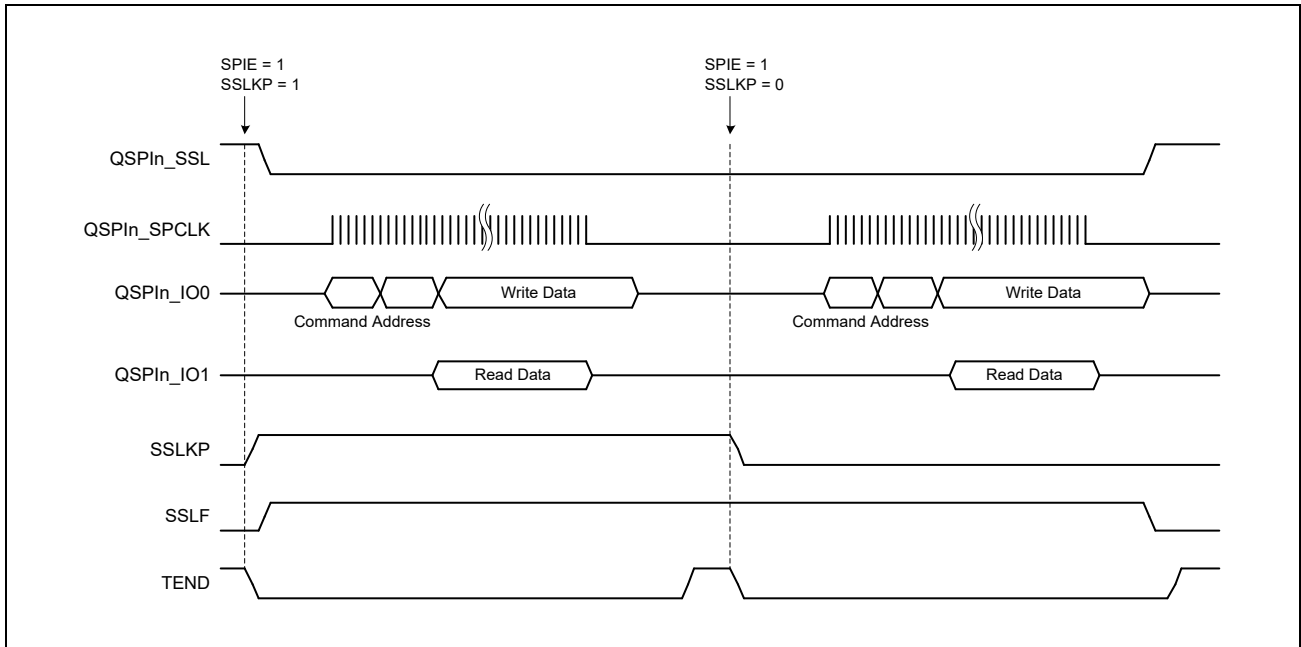 SPIE = 1
SSLKP = 1
SPIE = 1
SSLKP = 0
QSPIn_SSL
QSPIn_SPCLK
QSPIn_IO0
Write Data
Write Data
Command Address
Command Address
QSPIn_IO1
Read Data
Read Data
SSLKP
SSLF
TEND